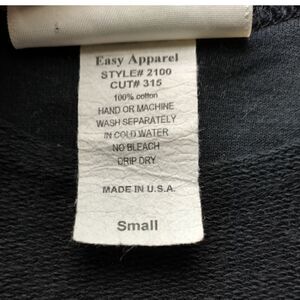 Easy Apparel
STYLE# 2100
CUT# 315
100% cotton
HAND OR MACHINE
WASH SEPARATELY
IN COLD WATER
NO BLEACH
DRIP DRY
MADE IN U.S.A.
Small